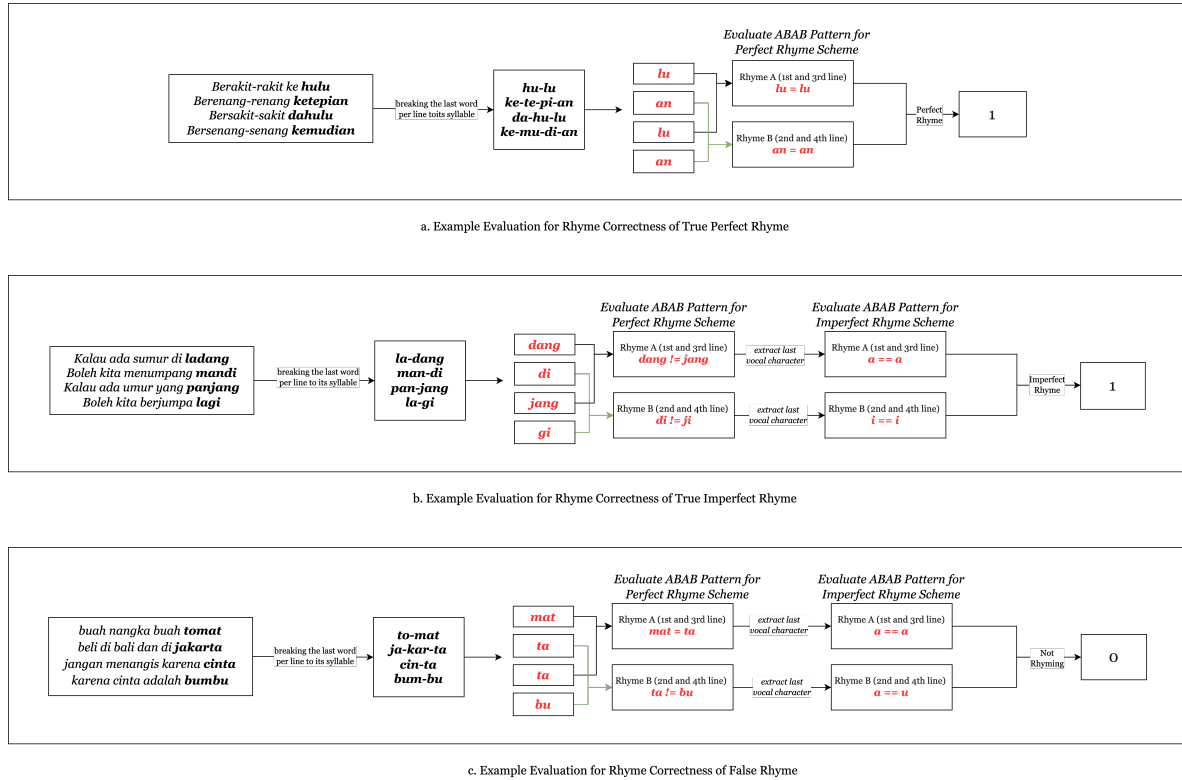 Evaluate ABAB Pattern for
Perfect Rhyme Scheme
Berakit-rakit ke hulu
Berenang-renang ketepian
Bersakit-sakit dahulu
Bersenang-senang kemudian
breaking the last word
per line toits syllable
hu-lu
ke-te-pi-an
da-hu-lu
ke-mu-di-an
lu
an
lu
an
Rhyme A (1st and 3rd line)
lu = lu
Rhyme B (2nd and 4th line)
an = an
Perfect
Rhyme
1
a. Example Evaluation for Rhyme Correctness of True Perfect Rhyme
Evaluate ABAB Pattern for
Perfect Rhyme Scheme
Evaluate ABAB Pattern for
Imperfect Rhyme Scheme
Kalau ada sumur di ladang
Boleh kita menumpang mandi
Kalau ada umur yang panjang
Boleh kita berjumpa lagi
breaking the last word
per line to its syllable
la-dang
man-di
pan-jang
la-gi
dang
di
jang
gi
Rhyme A (1st and 3rd line)
dang != jang
extract last
vocal character
Rhyme A (1st and 3rd line)
a == a
Rhyme B (2nd and 4th line)
di != ji
extract last
vocal character
Rhyme B (2nd and 4th line)
i == i
Imperfect
Rhyme
1
b. Example Evaluation for Rhyme Correctness of True Imperfect Rhyme
Evaluate ABAB Pattern for
Perfect Rhyme Scheme
Evaluate ABAB Pattern for
Imperfect Rhyme Scheme
buah nangka buah tomat
beli di bali dan di jakarta
jangan menangis karena cinta
karena cinta adalah bumbu
breaking the last word
per line to its syllable
to-mat
ja-kar-ta
cin-ta
bum-bu
mat
ta
ta
bu
Rhyme A (1st and 3rd line)
mat = ta
extract last
vocal character
Rhyme A (1st and 3rd line)
a == a
Rhyme B (2nd and 4th line)
ta != bu
extract last
vocal character
Rhyme B (2nd and 4th line)
a == u
Not
Rhyming
0
c. Example Evaluation for Rhyme Correctness of False Rhyme